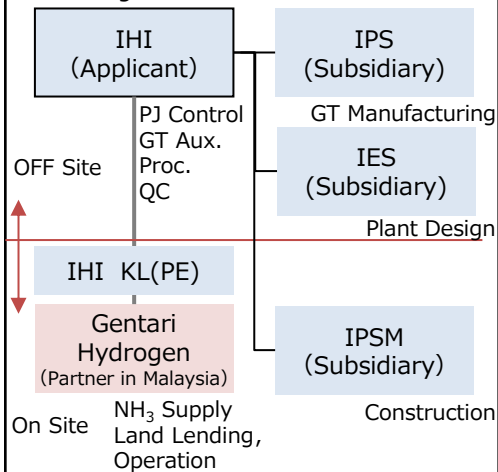 IHI
(Applicant)
IPS
(Subsidiary)
GT Manufacturing
PJ Control
GT Aux.
Proc.
QC
OFF Site
IES
(Subsidiary)
Plant Design
IHI KL(PE)
Gentari
Hydrogen
(Partner in Malaysia)
IPSM
(Subsidiary)
Construction
On Site
NH₃ Supply
Land Lending,
Operation